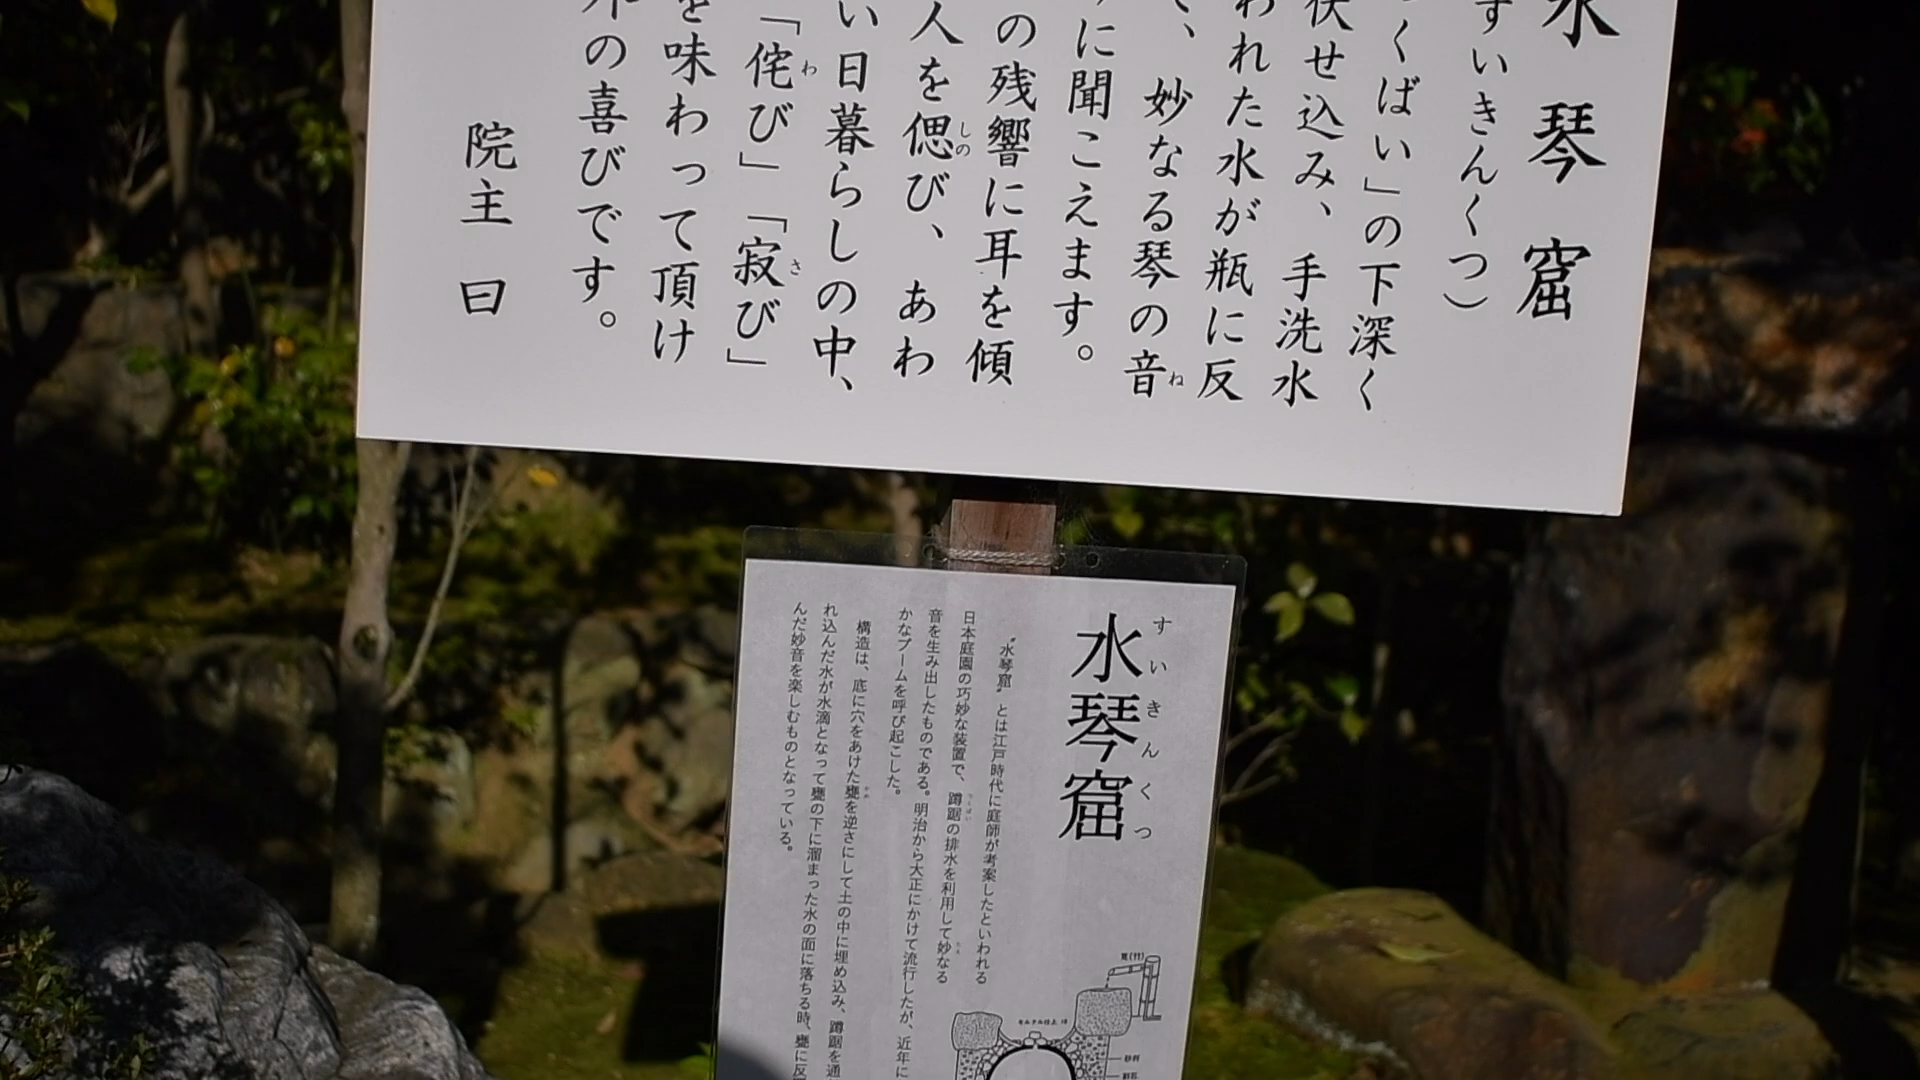 水琴窟
すいきんくつ）
くばい」の下深く
伏せ込み、手洗水
われた水が瓶に反
、妙なる琴の音
に聞こえます。
の残響に耳を傾
人を偲び、あわ
い日暮らしの中、
「侘び」「寂び」
を味わって頂け
の喜びです。
院主 曰
水琴窟
すいきんくつ
〝水琴窟〟とは江戸時代に庭師が考案したといわれる
日本庭園の巧妙な装置で、蹲踞の排水を利用して妙なる
音を生み出したものである。明治から大正にかけて流行したが、近年に
かなブームを呼び起こした。
構造は、底に穴をあけた甕を逆さにして土の中に埋め込み、蹲踞を通
れ込んだ水が水滴となって甕の下に溜まった水の面に落ちる時、甕に反
んだ妙音を楽しむものとなっている。
筧(竹)